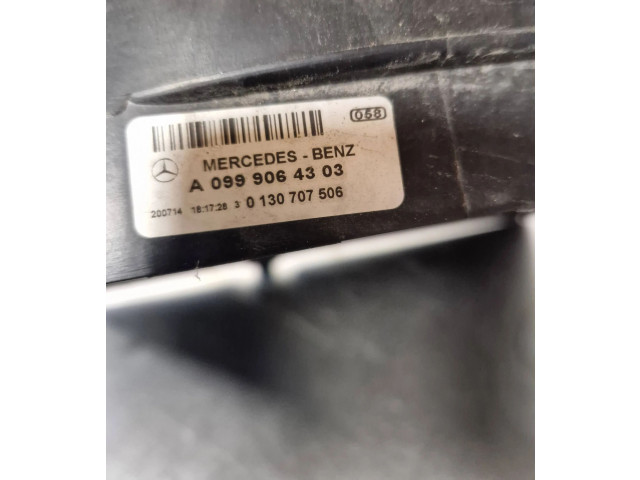 058
MERCEDES - BENZ
A 099 906 43 03
200714 18:17:28 3 0 130 707 506